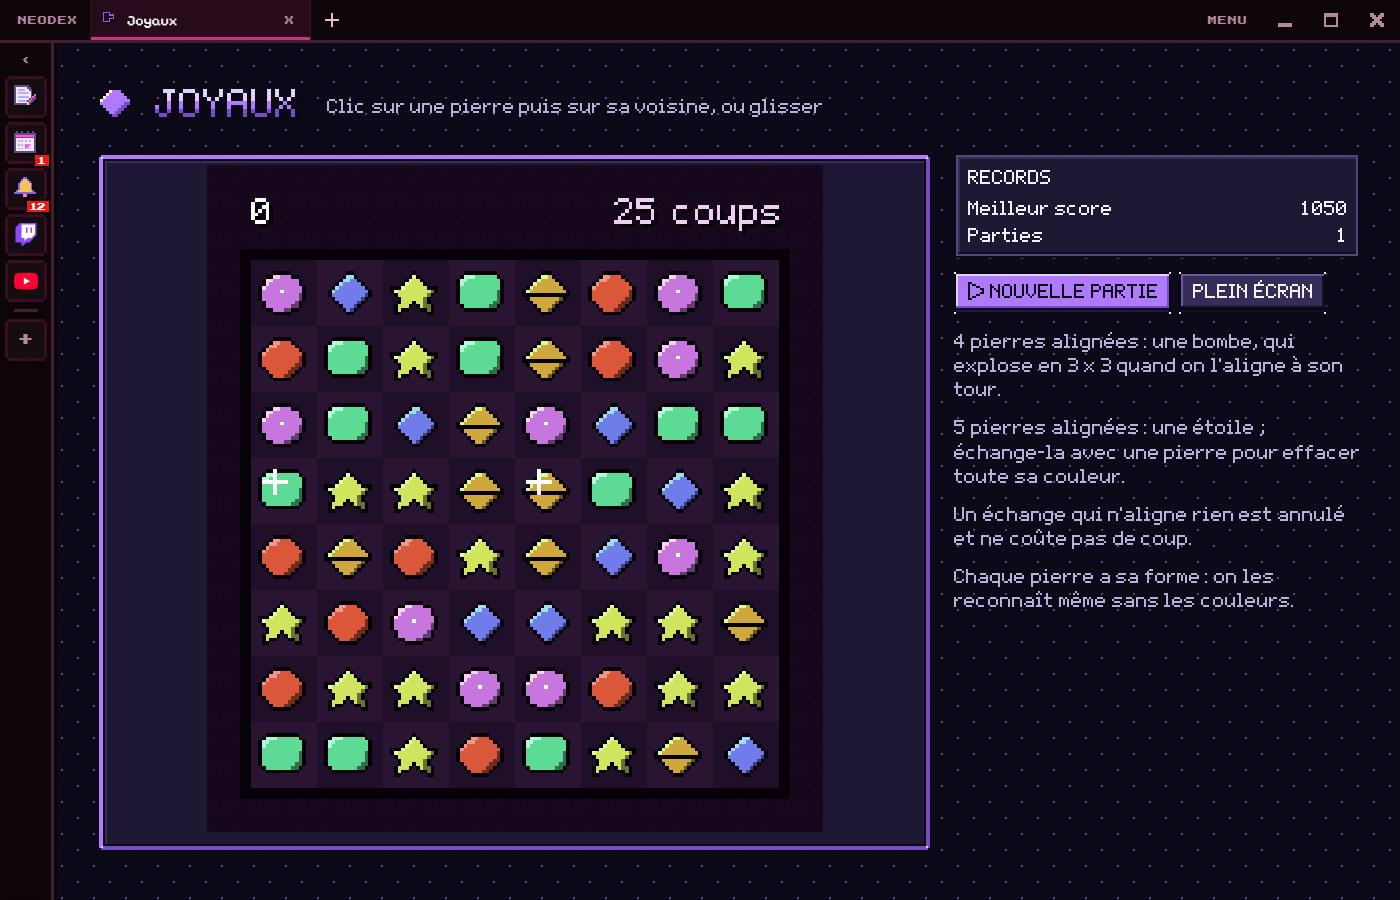 NEODEX
Joyaux
MENU
1
12
JOYAUX
Clic sur une pierre puis sur sa voisine, ou glisser
0
25 coups
RECORDS
Meilleur score 1050
Parties 1
NOUVELLE PARTIE
PLEIN ÉCRAN
4 pierres alignées : une bombe, qui
explose en 3 x 3 quand on l'aligne à son
tour.
5 pierres alignées : une étoile ;
échange-la avec une pierre pour effacer
toute sa couleur.
Un échange qui n'aligne rien est annulé
et ne coûte pas de coup.
Chaque pierre a sa forme : on les
reconnaît même sans les couleurs.